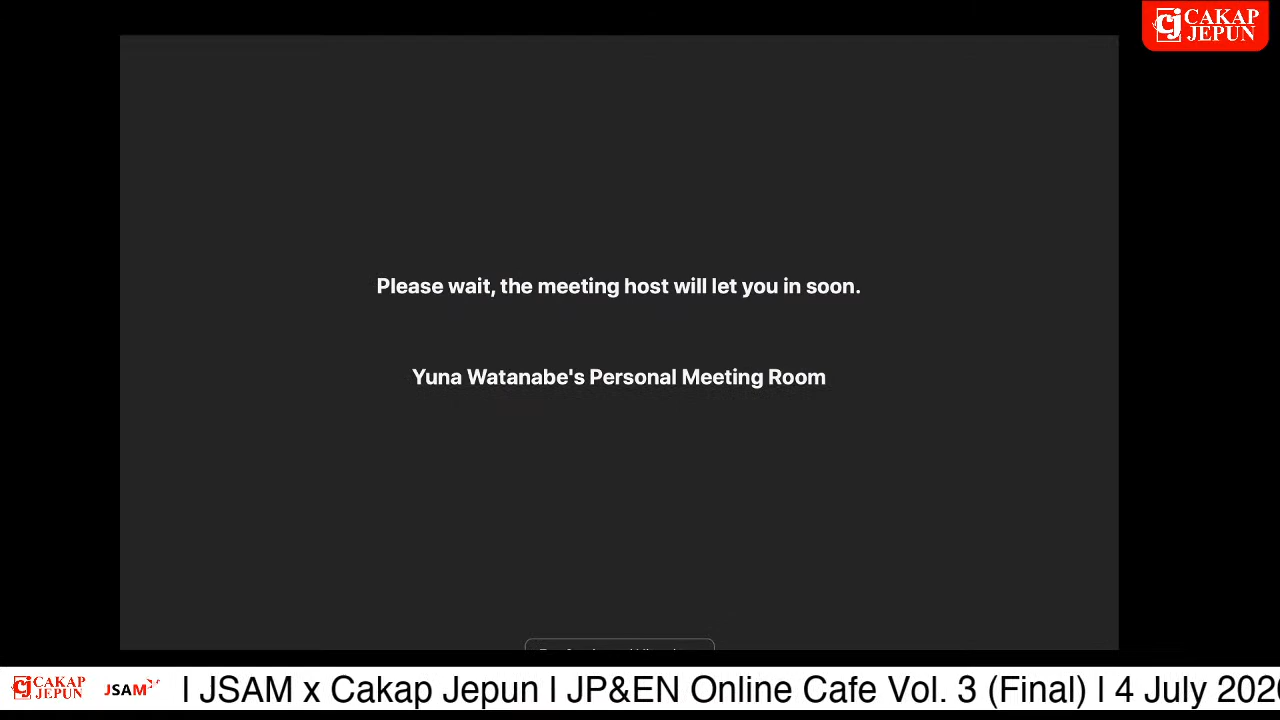 CAKAP
JEPUN
Please wait, the meeting host will let you in soon.
Yuna Watanabe's Personal Meeting Room
CAKAP
JEPUN
JSAM
I JSAM x Cakap Jepun I JP&EN Online Cafe Vol. 3 (Final) I 4 July 2020